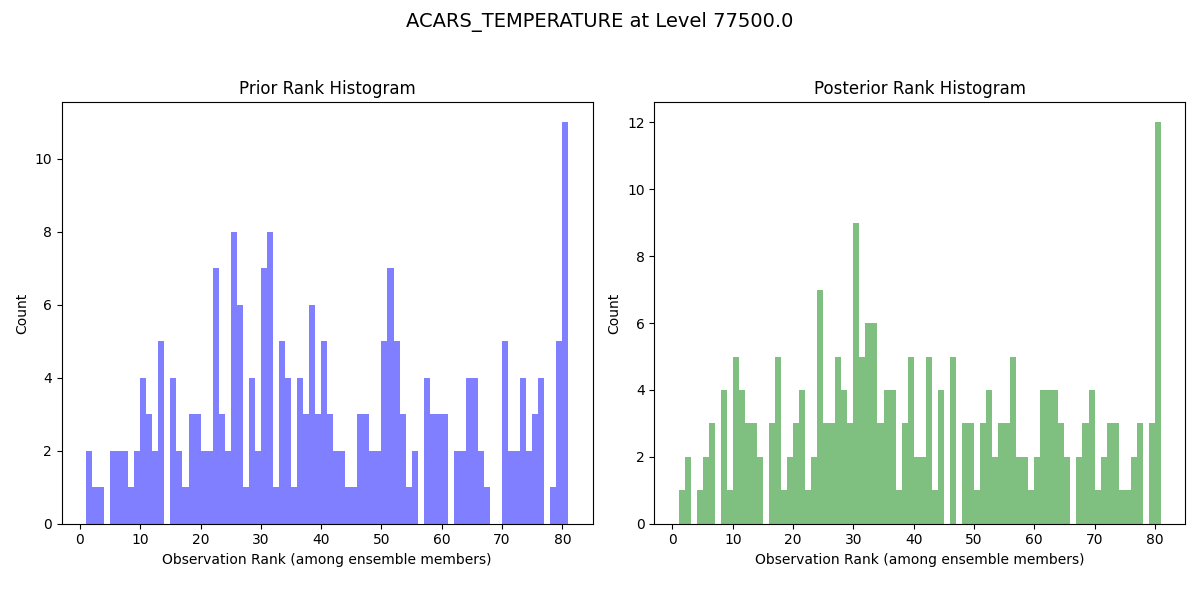 ACARS_TEMPERATURE at Level 77500.0
Prior Rank Histogram
Count
0
2
4
6
8
10
0 10 20 30 40 50 60 70 80
Observation Rank (among ensemble members)
Posterior Rank Histogram
Count
0
2
4
6
8
10
12
0 10 20 30 40 50 60 70 80
Observation Rank (among ensemble members)